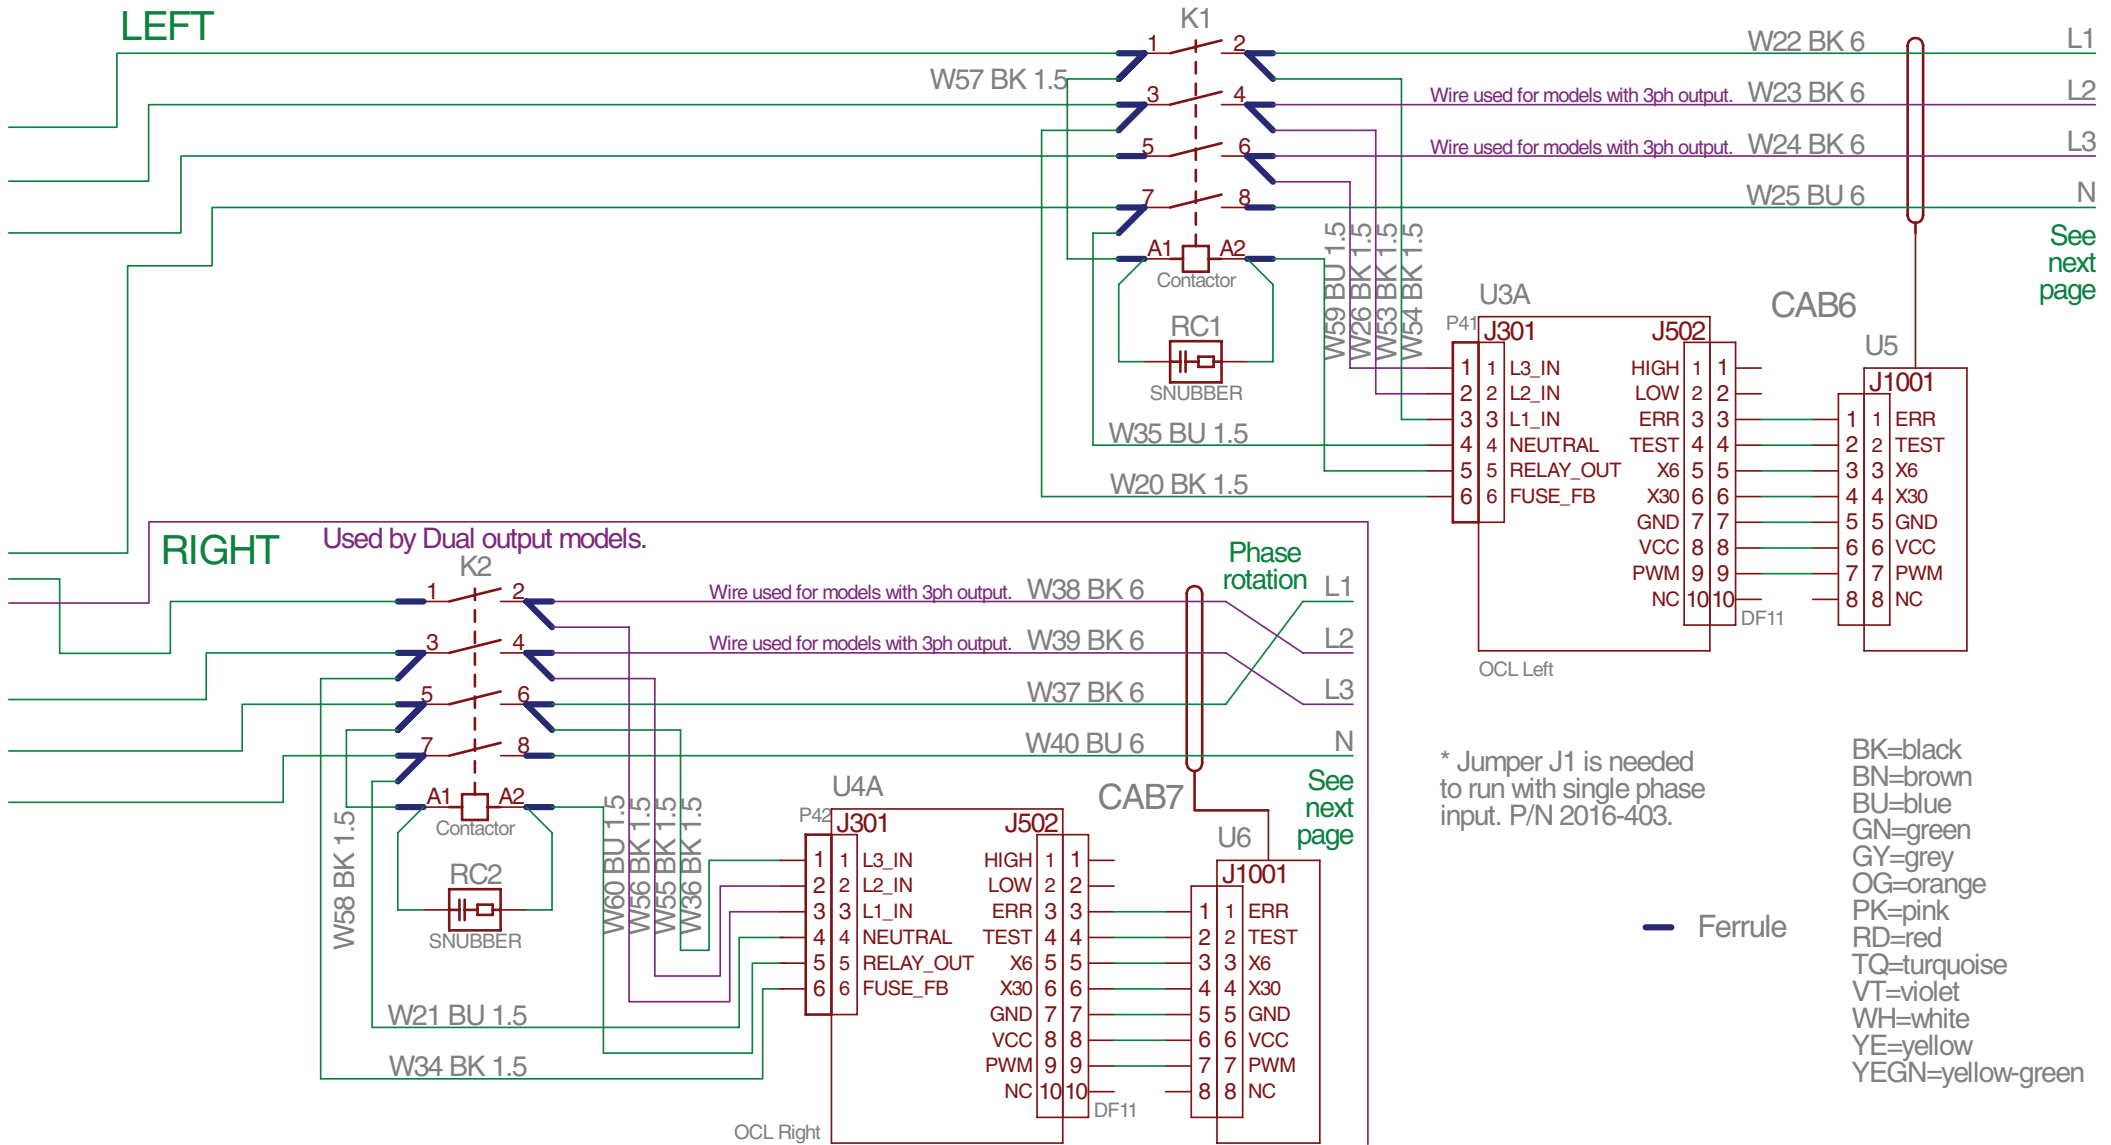 LEFT
K1
1 2
W22 BK 6
L1
W57 BK 1.5
3 4
Wire used for models with 3ph output. W23 BK 6
L2
5 6
Wire used for models with 3ph output. W24 BK 6
L3
7 8
W25 BU 6
N
See
next
page
A1 A2
Contactor
RC1
SNUBBER
W59 BU 1.5
W26 BK 1.5
W53 BK 1.5
W54 BK 1.5
W35 BU 1.5
W20 BK 1.5
U3A
P41
J301 J502
1 1 L3_IN HIGH 1 1
2 2 L2_IN LOW 2 2
3 3 L1_IN ERR 3 3
4 4 NEUTRAL TEST 4 4
5 5 RELAY_OUT X6 5 5
6 6 FUSE_FB X30 6 6
GND 7 7
VCC 8 8
PWM 9 9
NC 10 10
DF11
OCL Left
CAB6
U5
J1001
1 1 ERR
2 2 TEST
3 3 X6
4 4 X30
5 5 GND
6 6 VCC
7 7 PWM
8 8 NC
RIGHT
Used by Dual output models.
K2
1 2
Wire used for models with 3ph output. W38 BK 6
Phase
rotation
L1
3 4
Wire used for models with 3ph output. W39 BK 6
L2
5 6
W37 BK 6
L3
7 8
W40 BU 6
N
See
next
page
A1 A2
Contactor
RC2
SNUBBER
W58 BK 1.5
W60 BU 1.5
W56 BK 1.5
W55 BK 1.5
W36 BK 1.5
W21 BU 1.5
W34 BK 1.5
U4A
P42
J301 J502
1 1 L3_IN HIGH 1 1
2 2 L2_IN LOW 2 2
3 3 L1_IN ERR 3 3
4 4 NEUTRAL TEST 4 4
5 5 RELAY_OUT X6 5 5
6 6 FUSE_FB X30 6 6
GND 7 7
VCC 8 8
PWM 9 9
NC 10 10
DF11
OCL Right
CAB7
U6
J1001
1 1 ERR
2 2 TEST
3 3 X6
4 4 X30
5 5 GND
6 6 VCC
7 7 PWM
8 8 NC
* Jumper J1 is needed
to run with single phase
input. P/N 2016-403.
Ferrule
BK=black
BN=brown
BU=blue
GN=green
GY=grey
OG=orange
PK=pink
RD=red
TQ=turquoise
VT=violet
WH=white
YE=yellow
YEGN=yellow-green